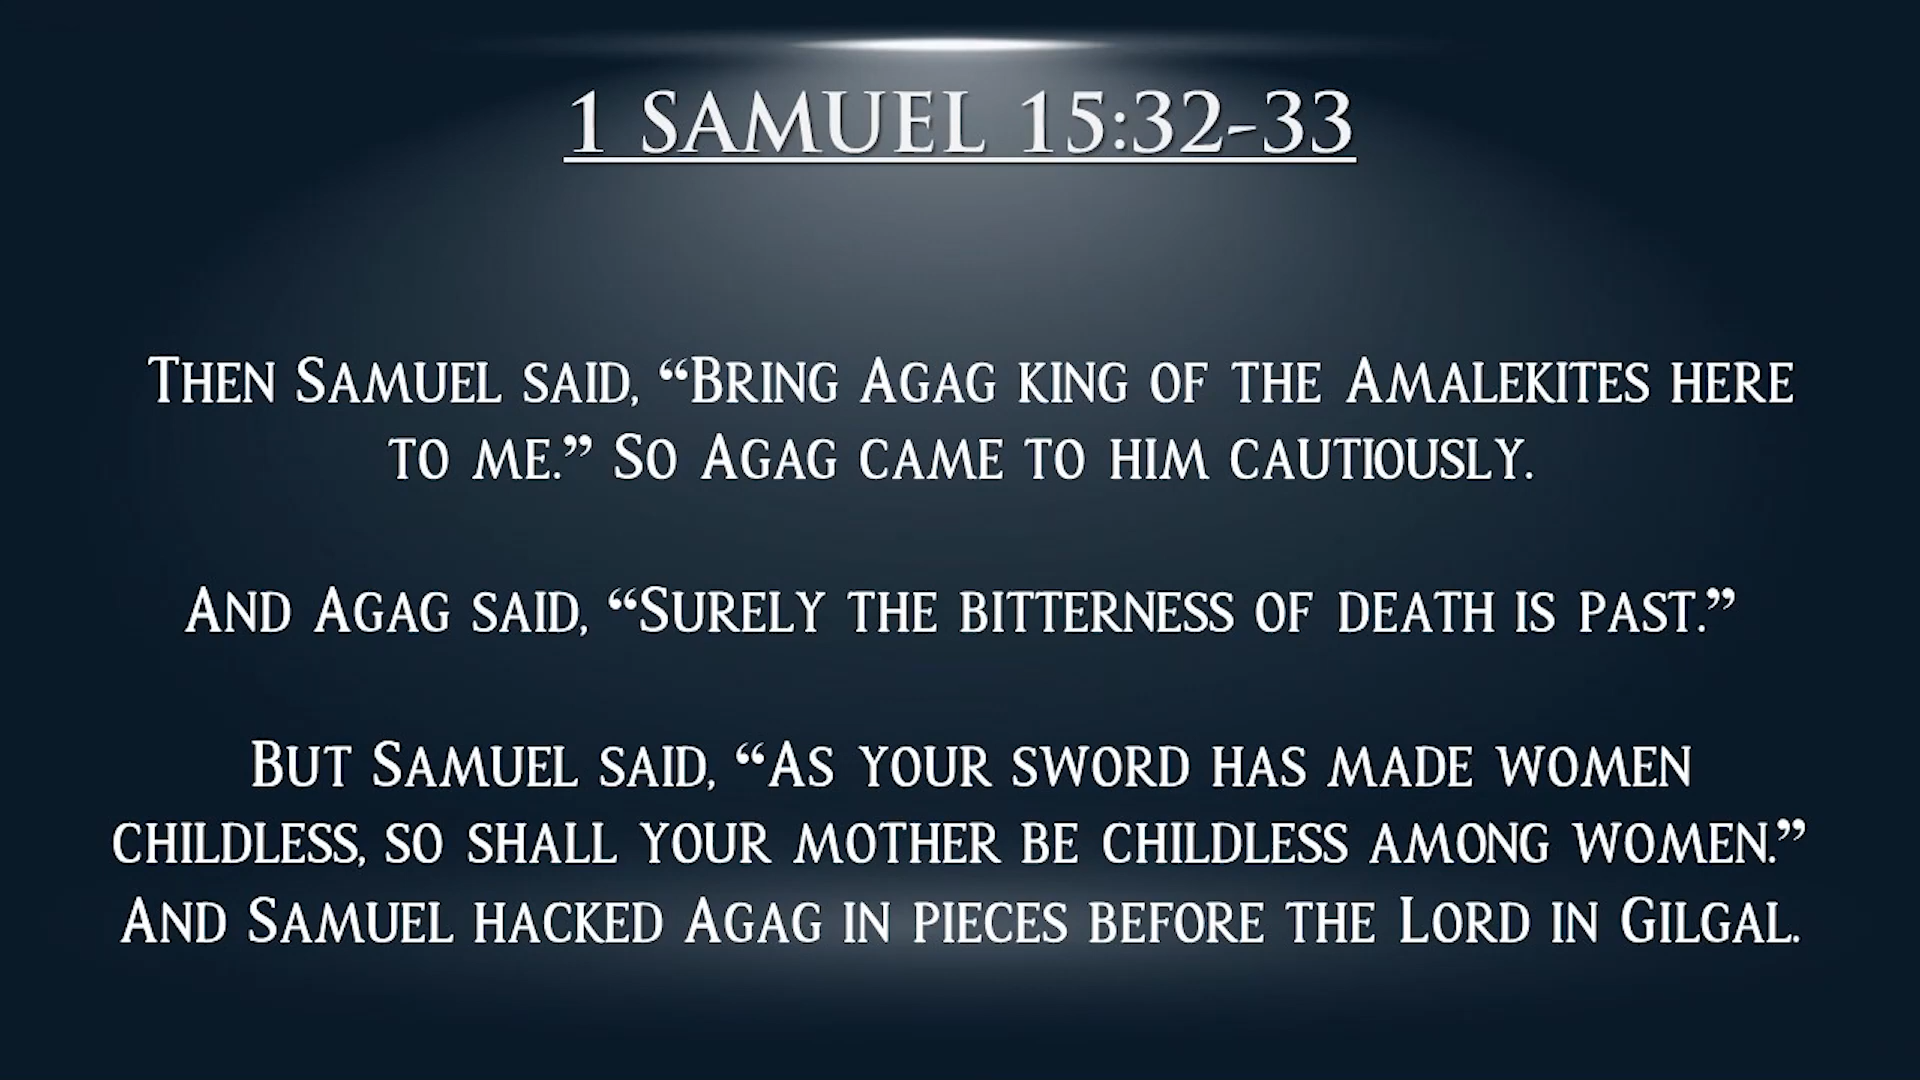 1 SAMUEL 15:32-33
THEN SAMUEL SAID, “BRING AGAG KING OF THE AMALEKITES HERE
TO ME.” SO AGAG CAME TO HIM CAUTIOUSLY.
AND AGAG SAID, “SURELY THE BITTERNESS OF DEATH IS PAST.”
BUT SAMUEL SAID, “AS YOUR SWORD HAS MADE WOMEN
CHILDLESS, SO SHALL YOUR MOTHER BE CHILDLESS AMONG WOMEN.”
AND SAMUEL HACKED AGAG IN PIECES BEFORE THE LORD IN GILGAL.